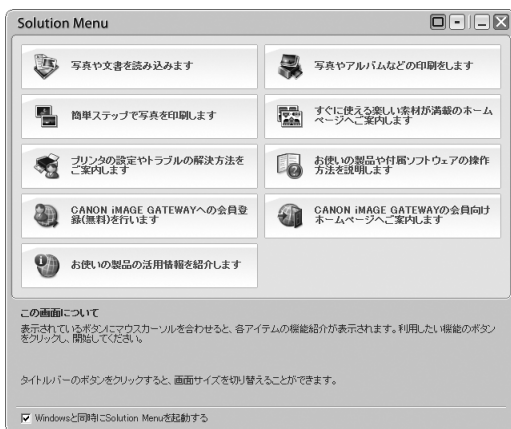 Solution Menu
写真や文書を読み込みます
写真やアルバムなどの印刷をします
簡単ステップで写真を印刷します
すぐに使える楽しい素材が満載のホーム
ページへご案内します
プリンタの設定やトラブルの解決方法を
ご案内します
お使いの製品や付属ソフトウェアの操作
方法を説明します
CANON iMAGE GATEWAYへの会員登
録(無料)を行います
CANON iMAGE GATEWAYの会員向け
ホームページへご案内します
お使いの製品の活用情報を紹介します
この画面について
表示されているボタンにマウスカーソルを合わせると、各アイテムの機能紹介が表示されます。利用したい機能のボタン
をクリックし、開始してください。
タイトルバーのボタンをクリックすると、画面サイズを切り替えることができます。
Windowsと同時にSolution Menuを起動する